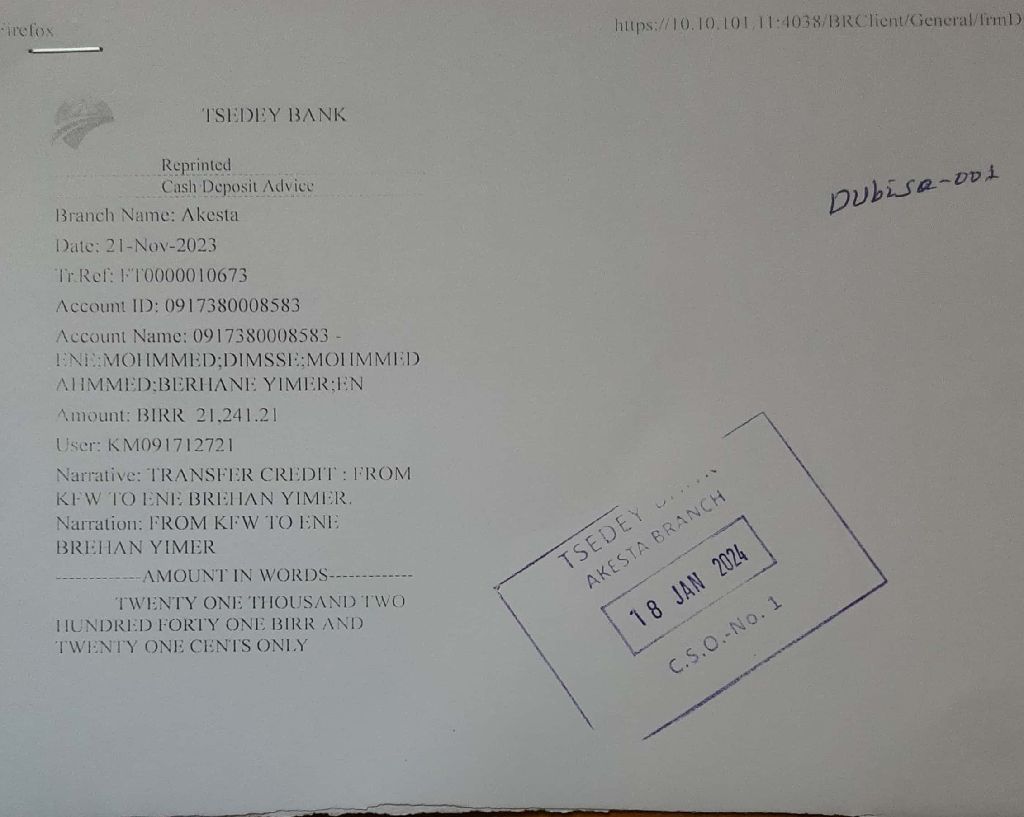 Firefox
https://10.10.101.11:4038/BRClient/General/frmD
TSEDEY BANK
Reprinted
Cash Deposit Advice
Dubisa-001
Branch Name: Akesta
Date: 21-Nov-2023
Tr.Ref: FT0000010673
Account ID: 0917380008583
Account Name: 0917380008583 -
ENE;MOHMMED;DIMSSE;MOHMMED
AHMMED;BERHANE YIMER;EN
Amount: BIRR 21,241.21
User: KM091712721
Narrative: TRANSFER CREDIT : FROM
KFW TO ENE BREHAN YIMER.
Narration: FROM KFW TO ENE
BREHAN YIMER
------------AMOUNT IN WORDS------------
TWENTY ONE THOUSAND TWO
HUNDRED FORTY ONE BIRR AND
TWENTY ONE CENTS ONLY
TSEDEY
AKESTA BRANCH
18 JAN 2024
C.S.O.-No. 1